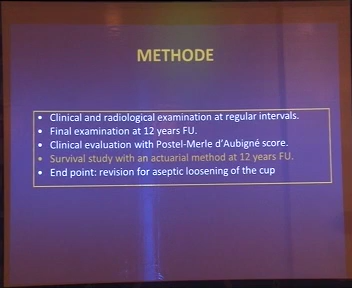 METHODE
• Clinical and radiological examination at regular intervals.
• Final examination at 12 years FU.
• Clinical evaluation with Postel-Merle d'Aubigné score.
• Survival study with an actuarial method at 12 years FU.
• End point: revision for aseptic loosening of the cup